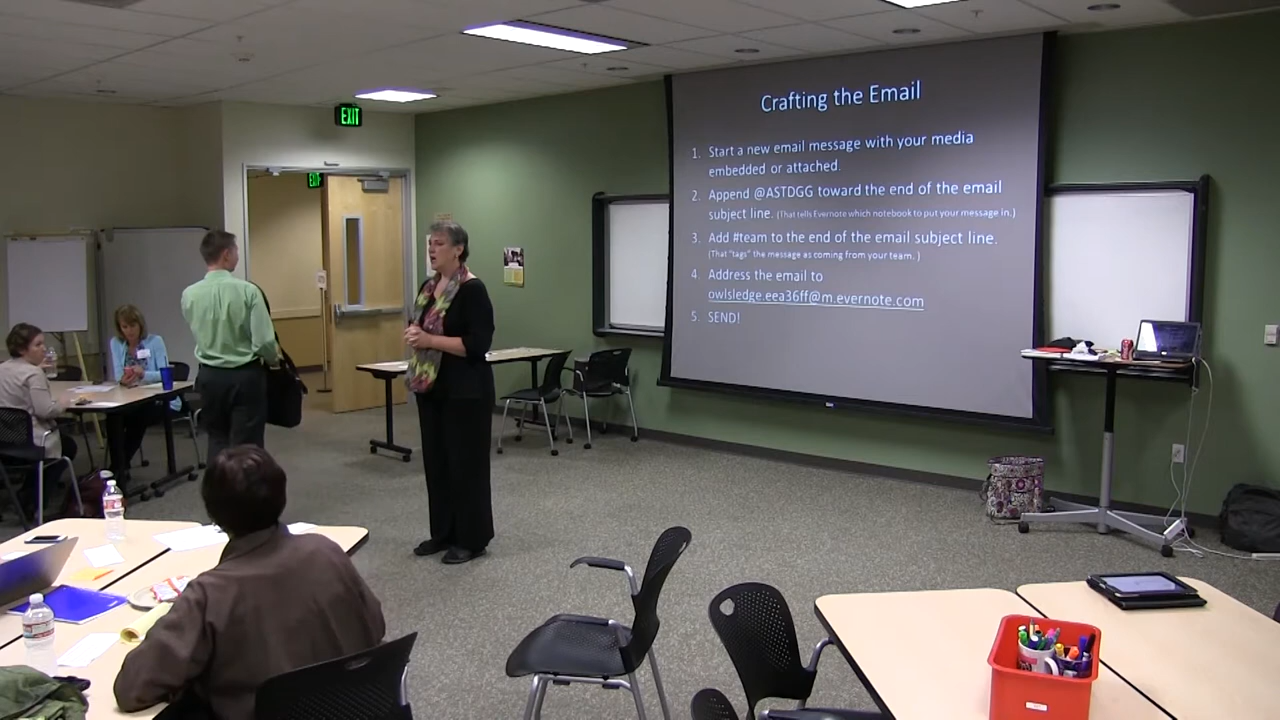 EXIT
EXIT
Crafting the Email
1. Start a new email message with your media
embedded or attached.
2. Append @ASTDGG toward the end of the email
subject line. (That tells Evernote which notebook to put your message in.)
3. Add #team to the end of the email subject line.
(That "tags" the message as coming from your team. )
4. Address the email to
owlsledge.eea36ff@m.evernote.com
5. SEND!